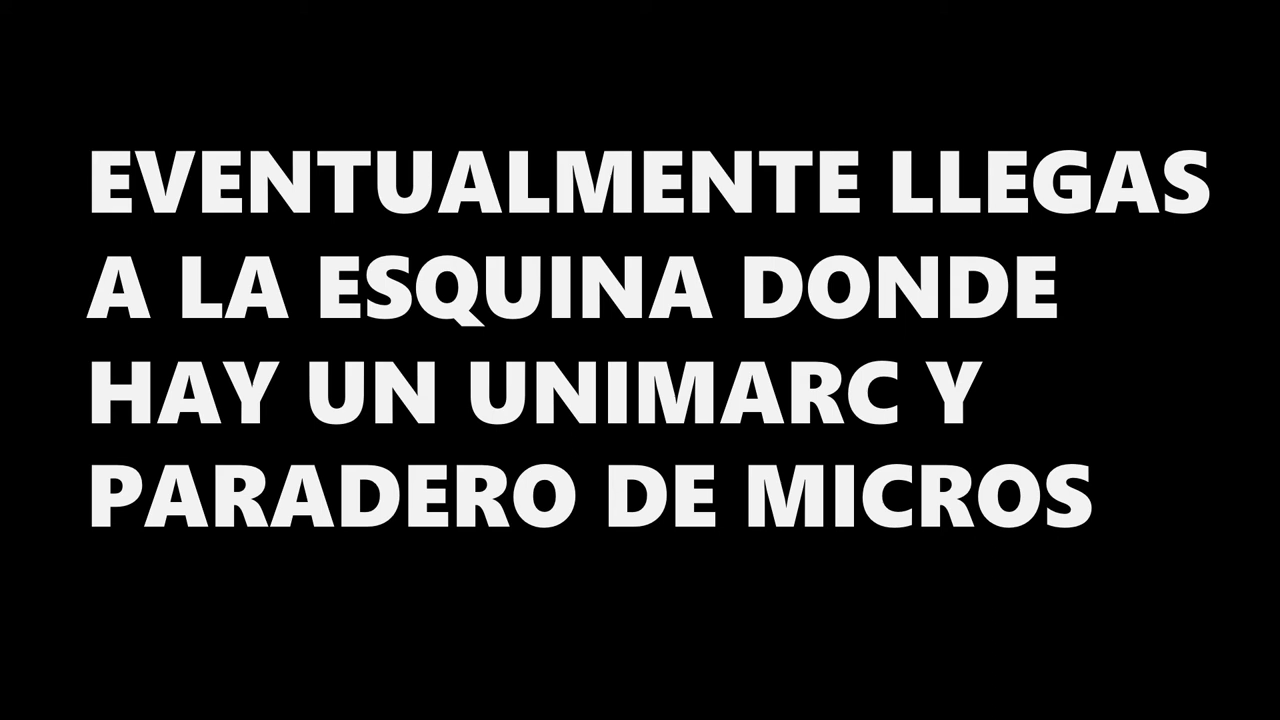 EVENTUALMENTE LLEGAS
A LA ESQUINA DONDE
HAY UN UNIMARC Y
PARADERO DE MICROS